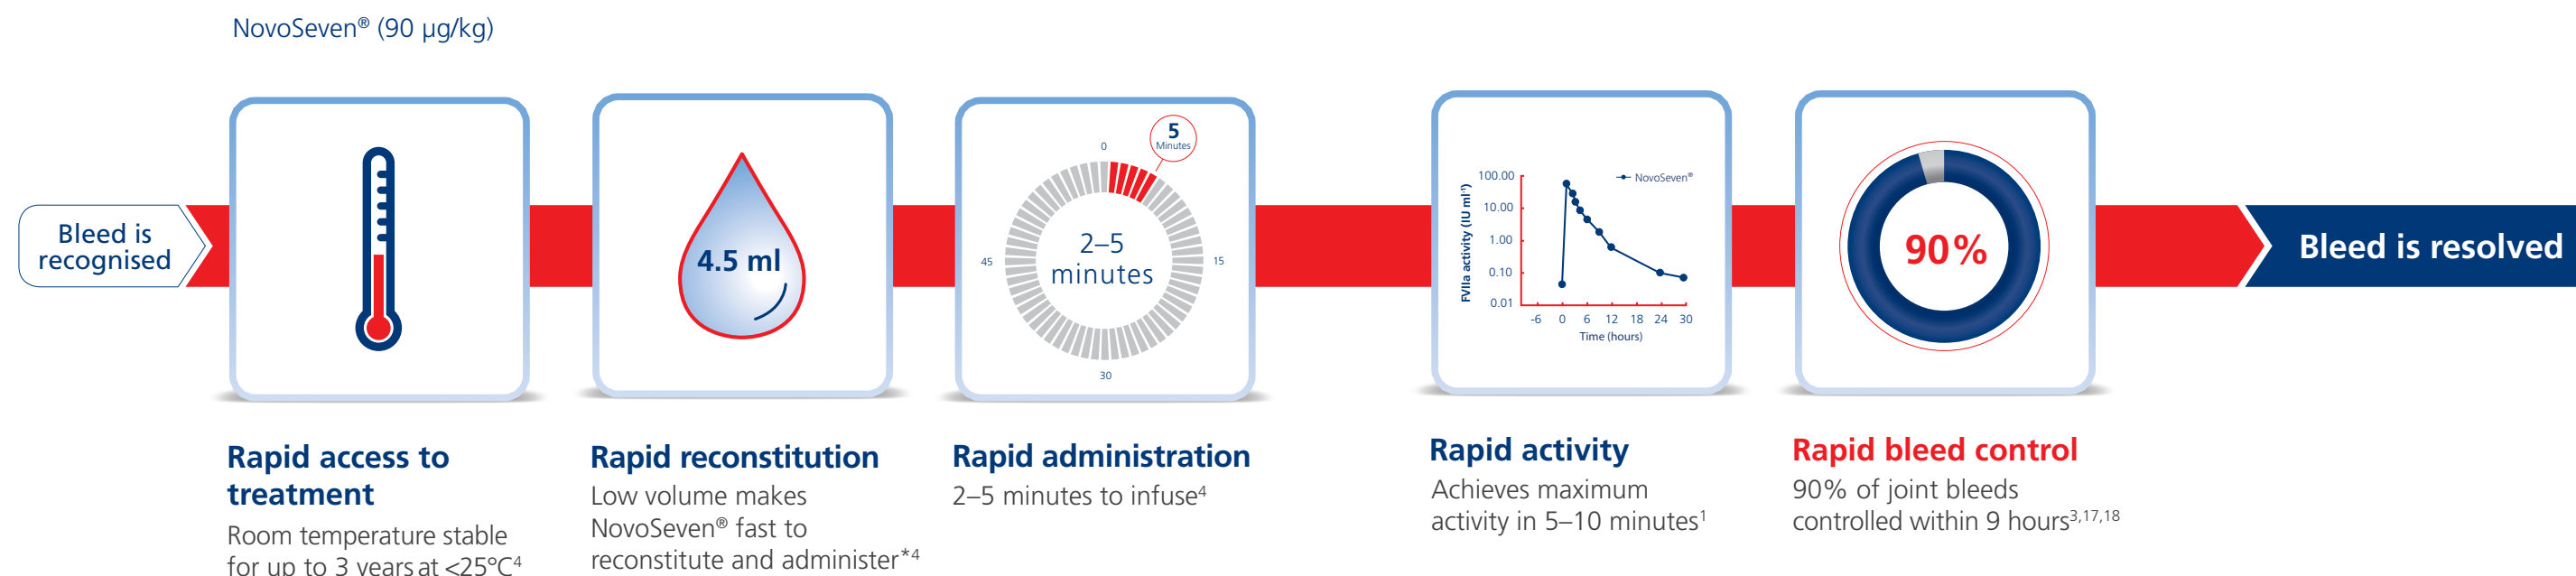 NovoSeven® (90 µg/kg)
Bleed is
recognised
4.5 ml
5
Minutes
0
15
30
45
2–5
minutes
FVIIa activity (IU ml⁻¹)
100.00
10.00
1.00
0.10
0.01
NovoSeven®
-6 0 6 12 18 24 30
Time (hours)
90%
Bleed is resolved
Rapid access to
treatment
Room temperature stable
for up to 3 years at <25°C⁴
Rapid reconstitution
Low volume makes
NovoSeven® fast to
reconstitute and administer*⁴
Rapid administration
2–5 minutes to infuse⁴
Rapid activity
Achieves maximum
activity in 5–10 minutes¹
Rapid bleed control
90% of joint bleeds
controlled within 9 hours³,¹⁷,¹⁸